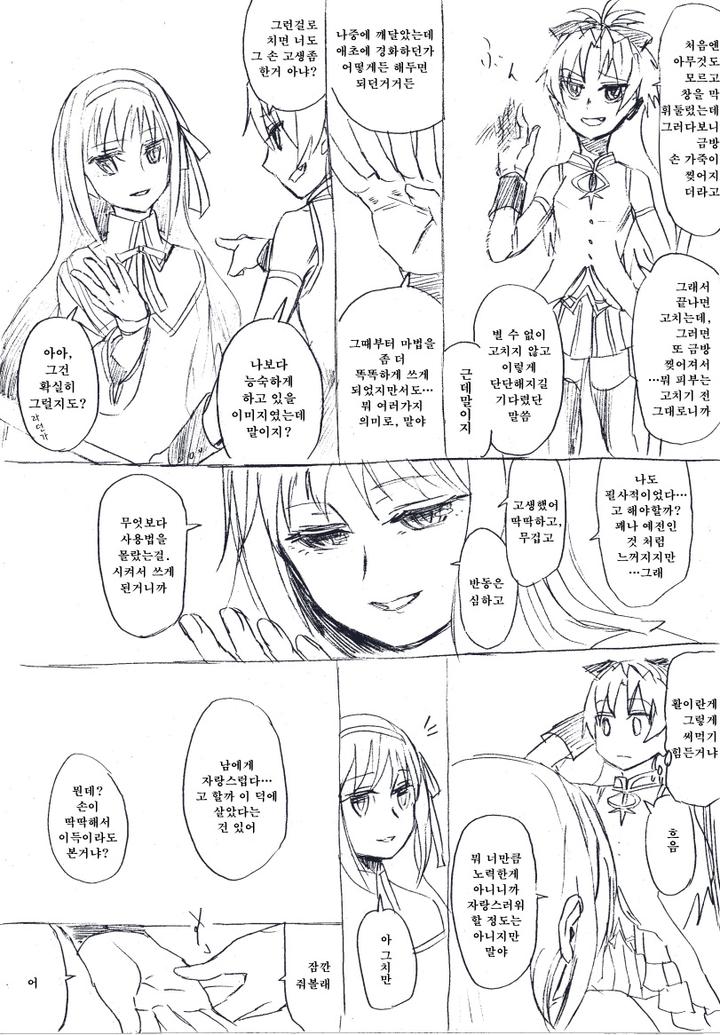 처음엔
아무것도
모르고
창을 막
휘둘렀는데
그러다보니
금방
손 가죽이
찢어지
더라고
ぶん
그래서
끝나면
고치는데,
그러면
또 금방
찢어져서
…뭐 피부는
고치기 전
그대로니까
별 수 없이
고치지 않고
이렇게
단단해지길
기다렸단
말씀
근데말이지
나중에 깨달았는데
애초에 경화하던가
어떻게든 해두면
되던거거든
그때부터 마법을
좀 더
똑똑하게 쓰게
되었지만서도…
뭐 여러가지
의미로, 말야
그런걸로
치면 너도
그 손 고생좀
한거 아냐?
나보다
능숙하게
하고 있을
이미지였는데
말이지?
아아,
그건
확실히
그럴지도?
나도
필사적이었다…
고 해야할까?
꽤나 예전인
것 처럼
느껴지지만
…그래
고생했어
딱딱하고,
무겁고
반동은
심하고
무엇보다
사용법을
몰랐는걸.
시켜서 쓰게
된거니까
활이란게
그렇게
써먹기
힘든거냐
흐음
뭐 너만큼
노력한게
아니니까
자랑스러워
할 정도는
아니지만
말야
아 그치만
남에게
자랑스럽다…
고 할까 이 덕에
살았다는
건 있어
뭔데?
손이
딱딱해서
이득이라도
본거냐?
잠깐
줘볼래
어